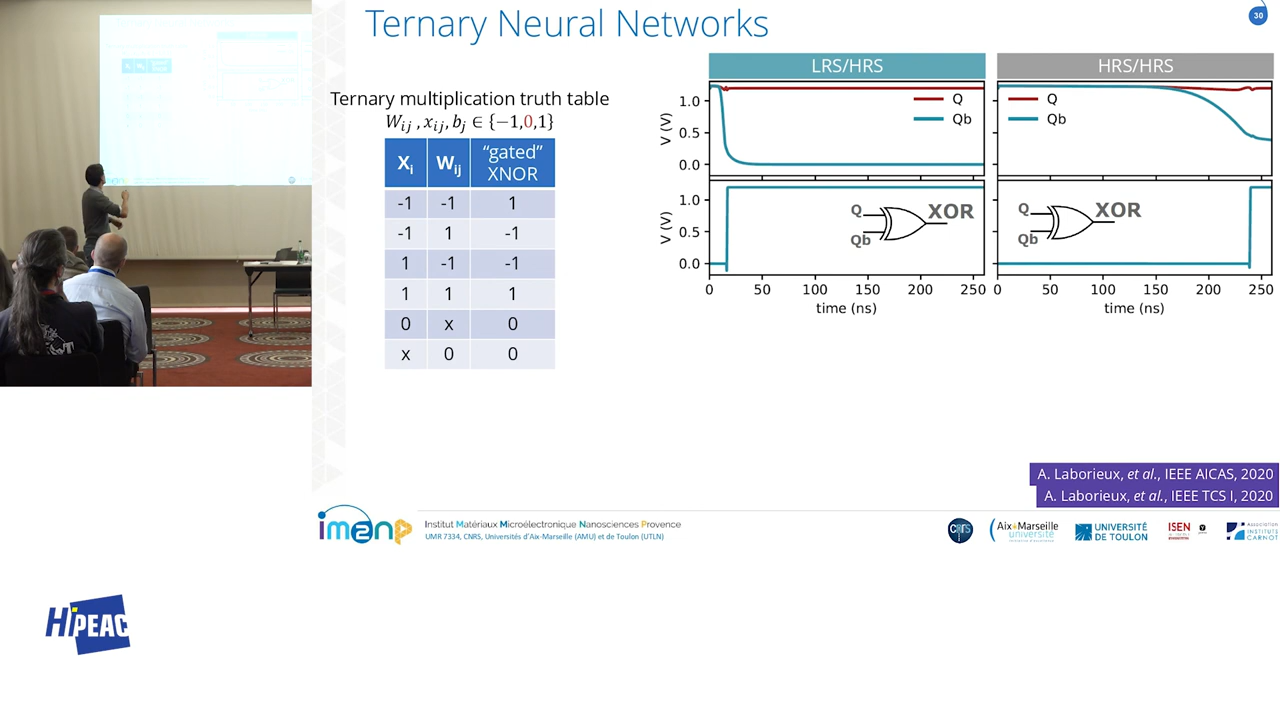 Ternary Neural Networks
30
Ternary multiplication truth table
W_ij , x_ij, b_j ∈ {−1,0,1}
X_i W_ij "gated" XNOR
-1 -1 1
-1 1 -1
1 -1 -1
1 1 1
0 x 0
x 0 0
LRS/HRS
V (V)
1.0
0.5
0.0
Q
Qb
V (V)
1.0
0.5
0.0
Q
Qb
XOR
0 50 100 150 200 250
time (ns)
HRS/HRS
Q
Qb
Q
Qb
XOR
0 50 100 150 200 250
time (ns)
A. Laborieux, et al., IEEE AICAS, 2020
A. Laborieux, et al., IEEE TCS I, 2020
im2np
Institut Matériaux Microélectronique Nanosciences Provence
UMR 7334, CNRS, Universités d'Aix-Marseille (AMU) et de Toulon (UTLN)
CNRS
Aix*Marseille
université
UNIVERSITÉ
DE TOULON
ISEN
Association
INSTITUTS
CARNOT
HiPEAC